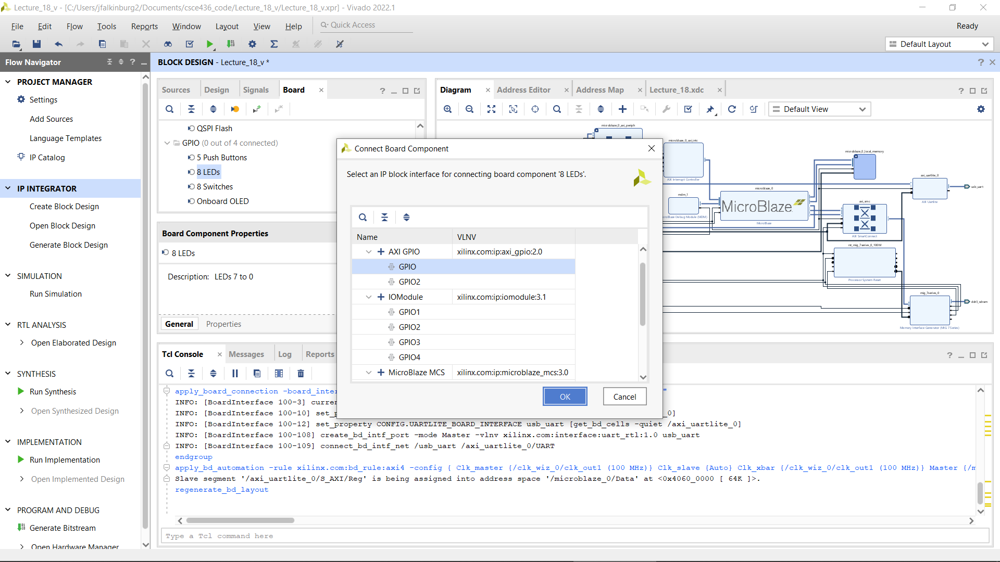 Lecture_18_v - [C:/Users/jfalkinburg2/Documents/csce436_code/Lecture_18_v/Lecture_18_v.xpr] - Vivado 2022.1
File Edit Flow Tools Reports Window Layout View Help Quick Access
Ready
Default Layout
Flow Navigator
PROJECT MANAGER
Settings
Add Sources
Language Templates
IP Catalog
IP INTEGRATOR
Create Block Design
Open Block Design
Generate Block Design
SIMULATION
Run Simulation
RTL ANALYSIS
Open Elaborated Design
SYNTHESIS
Run Synthesis
Open Synthesized Design
IMPLEMENTATION
Run Implementation
Open Implemented Design
PROGRAM AND DEBUG
Generate Bitstream
Open Hardware Manager
BLOCK DESIGN - Lecture_18_v *
Sources Design Signals Board
QSPI Flash
GPIO (0 out of 4 connected)
5 Push Buttons
8 LEDs
8 Switches
Onboard OLED
Board Component Properties
8 LEDs
Description: LEDs 7 to 0
General Properties
Diagram Address Editor Address Map Lecture_18.xdc
Default View
microblaze_0_axi_periph
microblaze_0_axi_intc
AXI Interrupt Controller
microblaze_0_local_memory
axi_uartlite_0
usb_uart
AXI Uartlite
microblaze_0
MicroBlaze
MicroBlaze
mdm_1
MicroBlaze Debug Module (MDM)
axi_smc
AXI SmartConnect
rst_mig_7series_0_100M
Processor System Reset
mig_7series_0
ddr3_sdram
Memory Interface Generator (MIG 7 Series)
Connect Board Component
Select an IP block interface for connecting board component '8 LEDs'.
Name VLNV
AXI GPIO xilinx.com:ip:axi_gpio:2.0
GPIO
GPIO2
IOModule xilinx.com:ip:iomodule:3.1
GPIO1
GPIO2
GPIO3
GPIO4
MicroBlaze MCS xilinx.com:ip:microblaze_mcs:3.0
OK Cancel
Tcl Console Messages Log Reports
apply_board_connection -board_inter "
INFO: [BoardInterface 100-3] curren
INFO: [BoardInterface 100-10] set_p _0]
INFO: [BoardInterface 100-12] set_property CONFIG.UARTLITE_BOARD_INTERFACE usb_uart [get_bd_cells -quiet /axi_uartlite_0]
INFO: [BoardInterface 100-108] create_bd_intf_port -mode Master -vlnv xilinx.com:interface:uart_rtl:1.0 usb_uart
INFO: [BoardInterface 100-109] connect_bd_intf_net /usb_uart /axi_uartlite_0/UART
endgroup
apply_bd_automation -rule xilinx.com:bd_rule:axi4 -config { Clk_master {/clk_wiz_0/clk_out1 (100 MHz)} Clk_slave {Auto} Clk_xbar {/clk_wiz_0/clk_out1 (100 MHz)} Master {/m
Slave segment '/axi_uartlite_0/S_AXI/Reg' is being assigned into address space '/microblaze_0/Data' at <0x4060_0000 [ 64K ]>.
regenerate_bd_layout
Type a Tcl command here